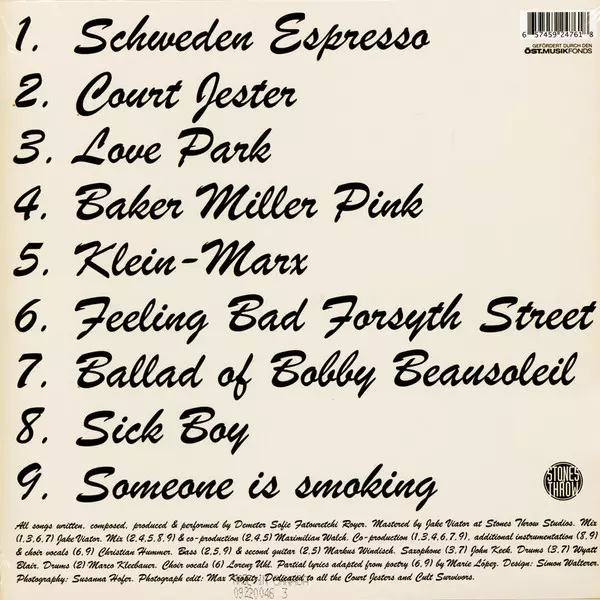 6 57459 24761 8
GEFÖRDERT DURCH DEN
ÖST.MUSIKFONDS
1. Schweden Espresso
2. Court Jester
3. Love Park
4. Baker Miller Pink
5. Klein-Marx
6. Feeling Bad Forsyth Street
7. Ballad of Bobby Beausoleil
8. Sick Boy
9. Someone is smoking
STONES
THROW
All songs written, composed, produced & performed by Demeter Sofie Fatouretchi Royer. Mastered by Jake Viator at Stones Throw Studios. Mix
(1,3,6,7) Jake Viator. Mix (2,4,5,8,9) & co-production (2,4,5) Maximilian Walch. Co-production (1,3,4,6,7,9), additional instrumentation (8,9)
& choir vocals (6,9) Christian Hummer. Bass (2,5,9) & second guitar (2,5) Markus Windisch. Saxophone (3,7) John Keek. Drums (3,7) Wyatt
Blair. Drums (2) Marco Kleebauer. Choir vocals (6) Lorenz Uhl. Partial lyrics adapted from poetry (6,9) by Marie López. Design: Simon Walterer.
Photography: Susanna Hofer. Photograph edit: Max Kropitz. Dedicated to all the Court Jesters and Cult Survivors.
09220046 3